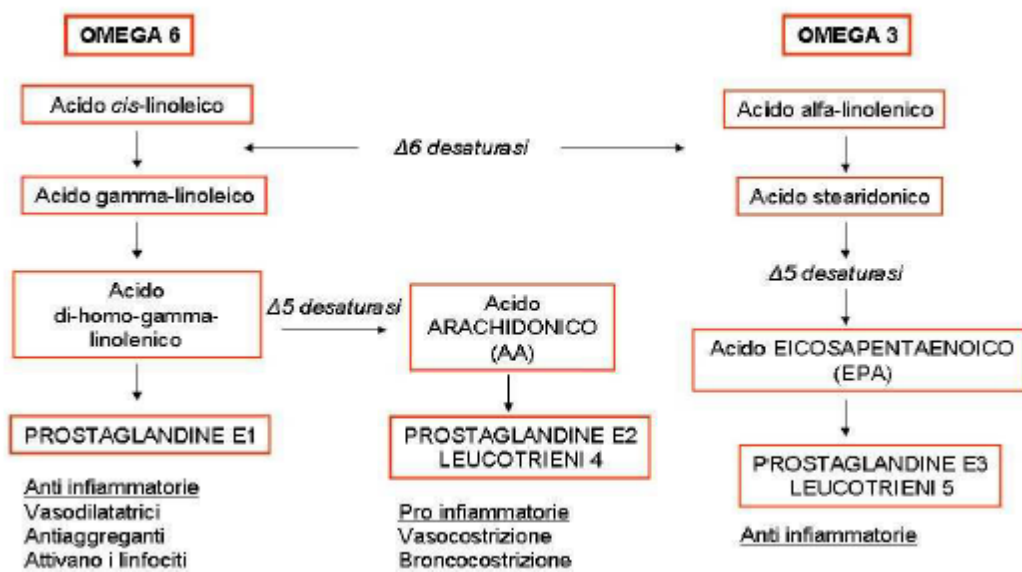 OMEGA 6
OMEGA 3
Acido cis-linoleico
Acido alfa-linolenico
Δ6 desaturasi
Acido gamma-linoleico
Acido stearidonico
Acido
di-homo-gamma-
linolenico
Δ5 desaturasi
Acido
ARACHIDONICO
(AA)
Δ5 desaturasi
Acido EICOSAPENTAENOICO
(EPA)
PROSTAGLANDINE E1
PROSTAGLANDINE E2
LEUCOTRIENI 4
PROSTAGLANDINE E3
LEUCOTRIENI 5
Anti infiammatorie
Vasodilatatrici
Antiaggreganti
Attivano i linfociti
Pro infiammatorie
Vasocostrizione
Broncocostrizione
Anti infiammatorie